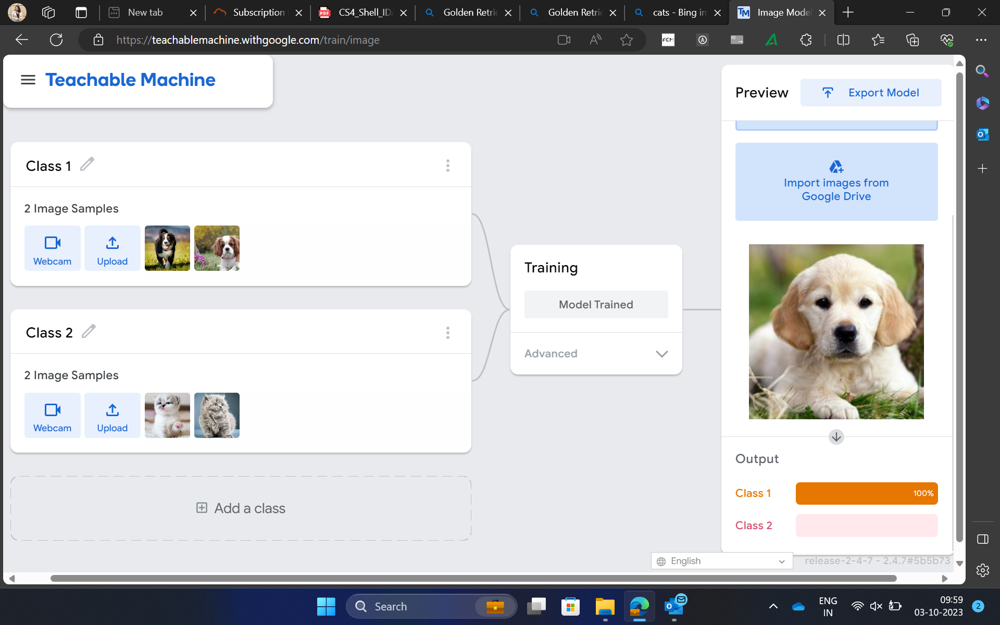 New tab
Subscription
CS4_Shell_ID
Golden Retri
Golden Retri
cats - Bing i
Image Mode
https://teachablemachine.withgoogle.com/train/image
FCM
Teachable Machine
Preview
Export Model
Import images from
Google Drive
Class 1
2 Image Samples
Webcam
Upload
Class 2
2 Image Samples
Webcam
Upload
Add a class
Training
Model Trained
Advanced
Output
Class 1
100%
Class 2
English
release-2-4-7 - 2.4.7#5b5b73
Search
ENG
IN
09:59
03-10-2023
2